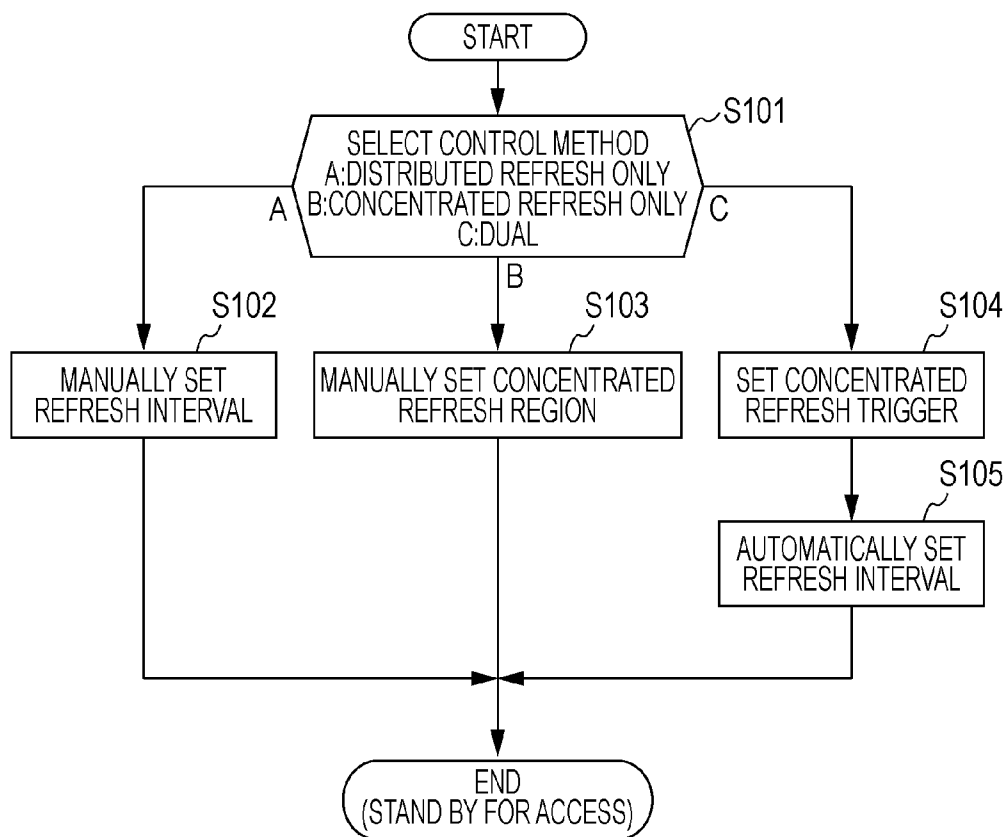 START
S101
SELECT CONTROL METHOD
A:DISTRIBUTED REFRESH ONLY
B:CONCENTRATED REFRESH ONLY
C:DUAL
A
C
B
S102
MANUALLY SET
REFRESH INTERVAL
S103
MANUALLY SET CONCENTRATED
REFRESH REGION
S104
SET CONCENTRATED
REFRESH TRIGGER
S105
AUTOMATICALLY SET
REFRESH INTERVAL
END
(STAND BY FOR ACCESS)